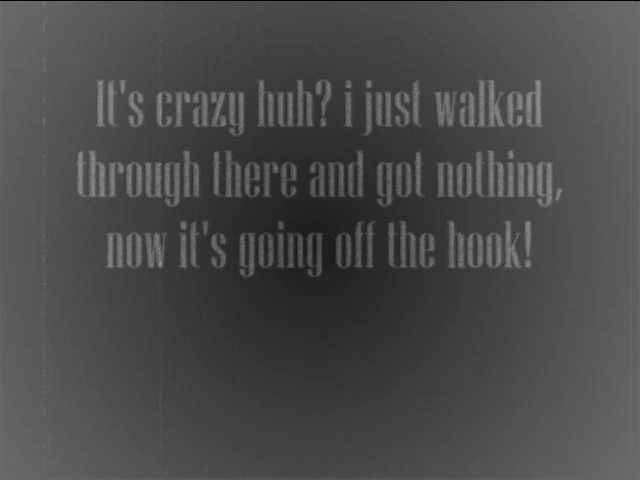 It's crazy huh? i just walked
through there and got nothing,
now it's going off the hook!